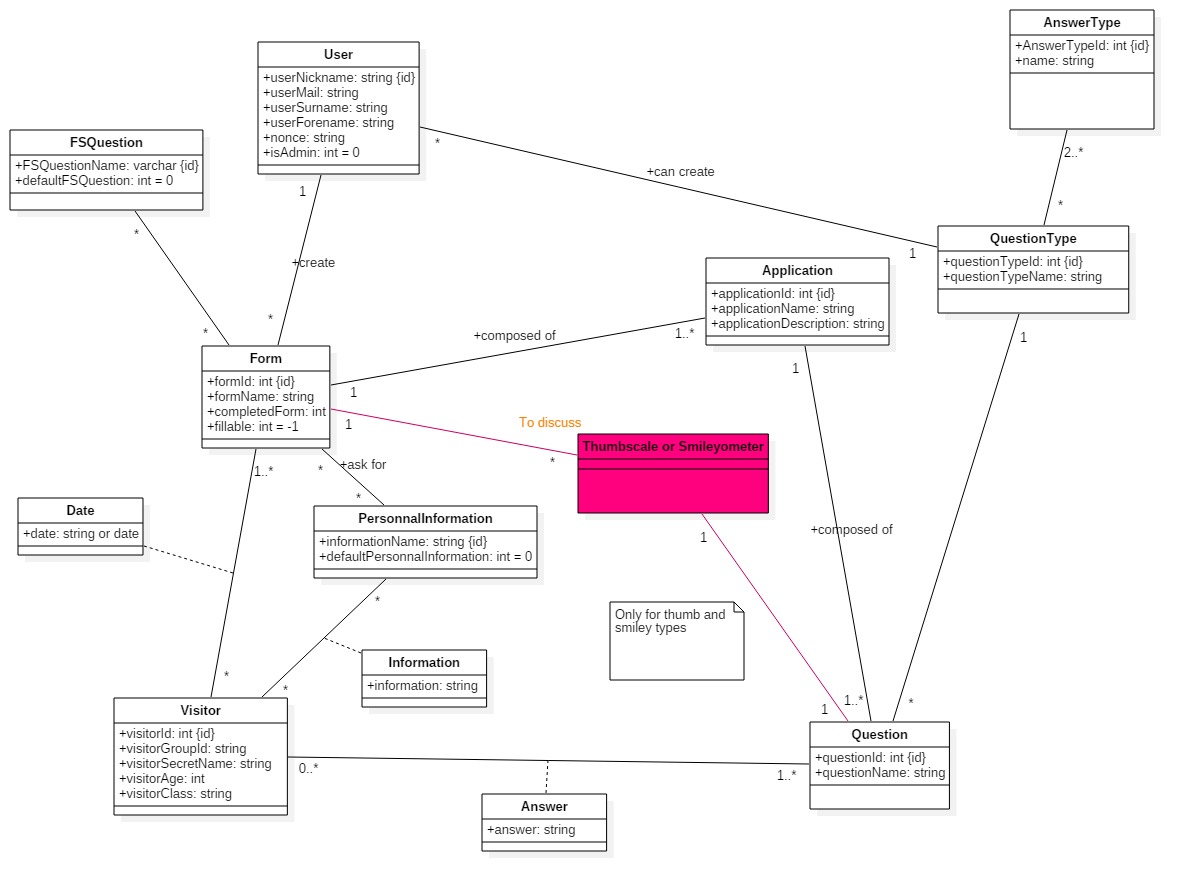 AnswerType
+AnswerTypeId: int {id}
+name: string
User
+userNickname: string {id}
+userMail: string
+userSurname: string
+userForename: string
+nonce: string
+isAdmin: int = 0
FSQuestion
+FSQuestionName: varchar {id}
+defaultFSQuestion: int = 0
*
+can create
2..*
*
1
*
1
QuestionType
+questionTypeId: int {id}
+questionTypeName: string
*
+create
*
*
Application
+applicationId: int {id}
+applicationName: string
+applicationDescription: string
+composed of
1..*
1
1
1
Form
+formId: int {id}
+formName: string
+completedForm: int
+fillable: int = -1
1
To discuss
*
Thumbscale or Smileyometer
1..*
*
+ask for
*
Date
+date: string or date
PersonnalInformation
+informationName: string {id}
+defaultPersonnalInformation: int = 0
1
+composed of
*
Only for thumb and
smiley types
Information
+information: string
*
*
1
1..*
*
Visitor
+visitorId: int {id}
+visitorGroupId: string
+visitorSecretName: string
+visitorAge: int
+visitorClass: string
0..*
1..*
Question
+questionId: int {id}
+questionName: string
Answer
+answer: string